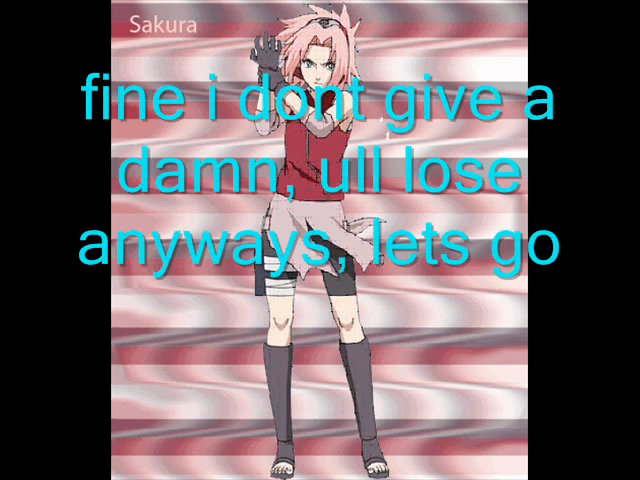 Sakura
fine i dont give a
damn, ull lose
anyways, lets go